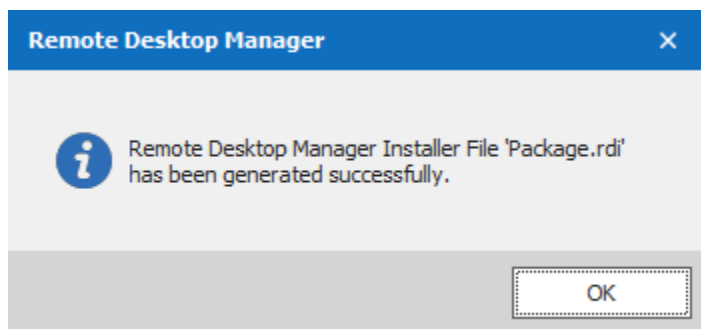 Remote Desktop Manager
Remote Desktop Manager Installer File 'Package.rdi'
has been generated successfully.
OK